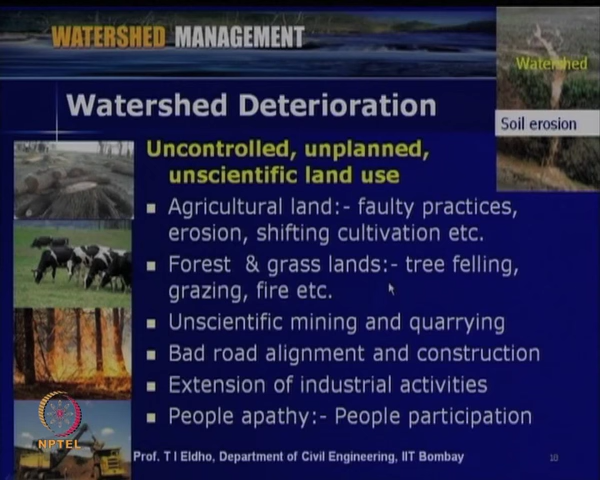 WATERSHED MANAGEMENT
Watershed
Soil erosion
Watershed Deterioration
Uncontrolled, unplanned,
unscientific land use
Agricultural land:- faulty practices,
erosion, shifting cultivation etc.
Forest & grass lands:- tree felling,
grazing, fire etc.
Unscientific mining and quarrying
Bad road alignment and construction
Extension of industrial activities
People apathy:- People participation
NPTEL
Prof. T I Eldho, Department of Civil Engineering, IIT Bombay
10